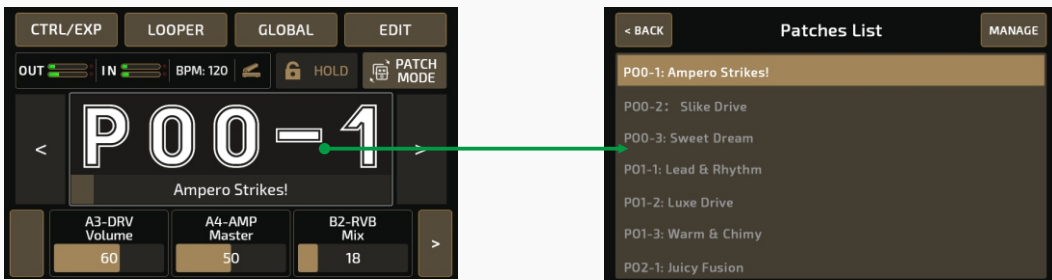 CTRL/EXP LOOPER GLOBAL EDIT
OUT IN BPM: 120 HOLD PATCH MODE
< P00-1 >
Ampero Strikes!
A3-DRV Volume A4-AMP Master B2-RVB Mix >
60 50 18
< BACK Patches List MANAGE
P00-1: Ampero Strikes!
P00-2: Slike Drive
P00-3: Sweet Dream
P01-1: Lead & Rhythm
P01-2: Luxe Drive
P01-3: Warm & Chimy
P02-1: Juicy Fusion